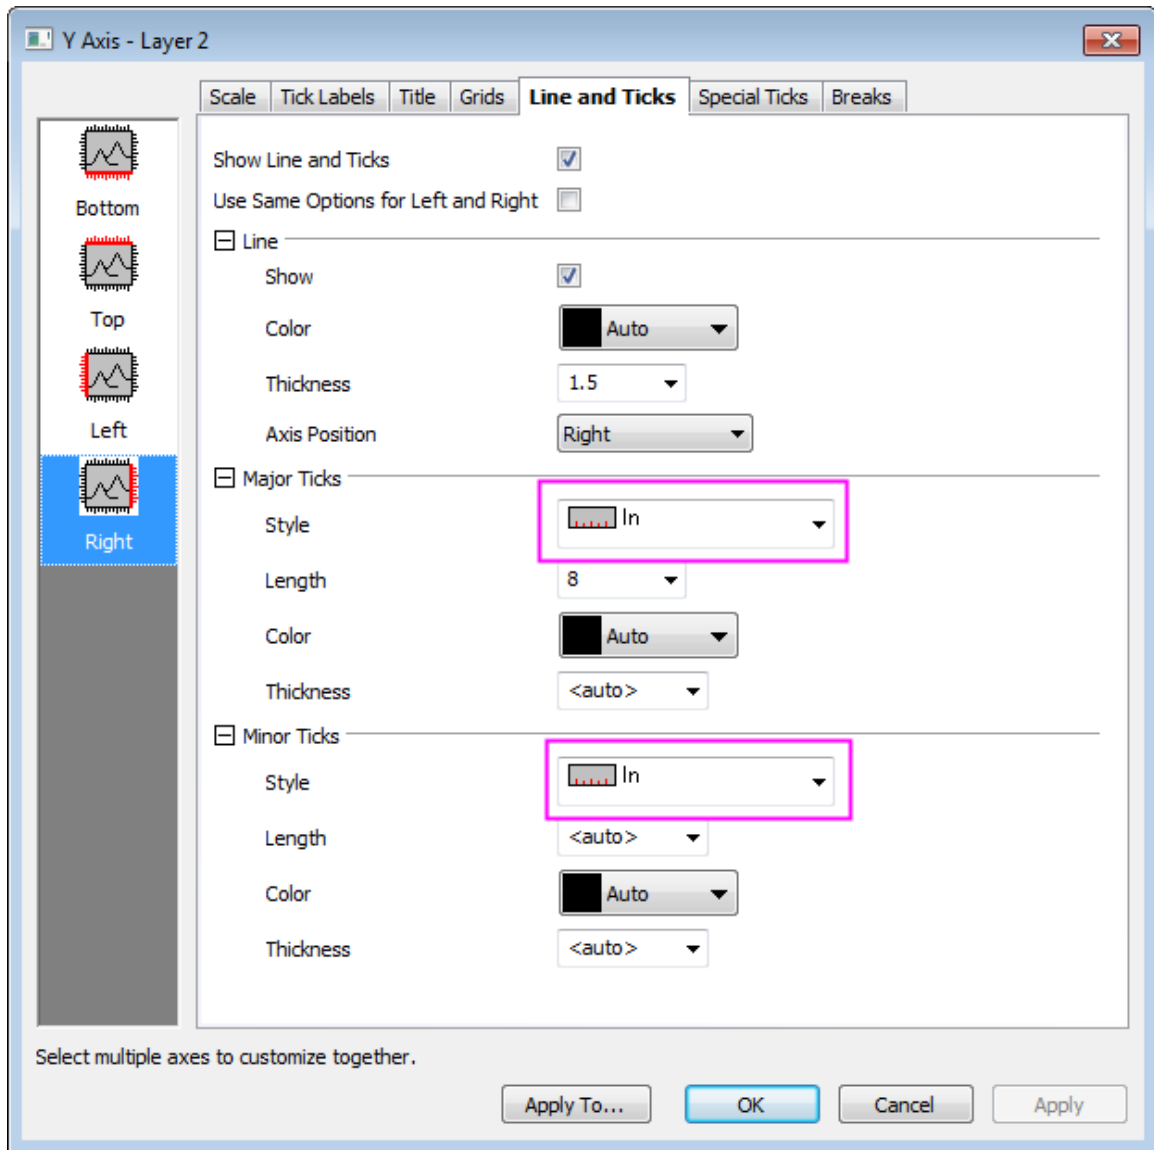 Y Axis - Layer 2
Scale Tick Labels Title Grids Line and Ticks Special Ticks Breaks
Bottom
Top
Left
Right
Show Line and Ticks
Use Same Options for Left and Right
Line
Show
Color Auto
Thickness 1.5
Axis Position Right
Major Ticks
Style In
Length 8
Color Auto
Thickness <auto>
Minor Ticks
Style In
Length <auto>
Color Auto
Thickness <auto>
Select multiple axes to customize together.
Apply To... OK Cancel Apply